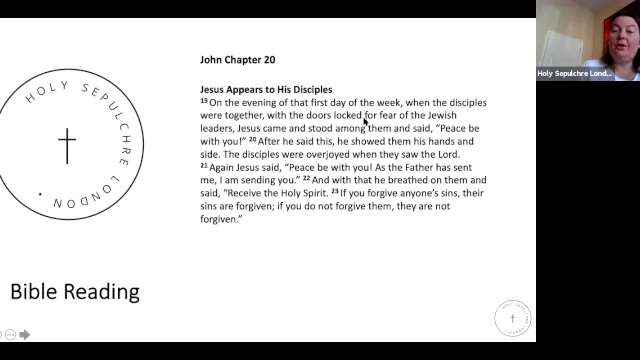 John Chapter 20
Jesus Appears to His Disciples
19 On the evening of that first day of the week, when the disciples
were together, with the doors locked for fear of the Jewish
leaders, Jesus came and stood among them and said, “Peace be
with you!” 20 After he said this, he showed them his hands and
side. The disciples were overjoyed when they saw the Lord.
21 Again Jesus said, “Peace be with you! As the Father has sent
me, I am sending you.” 22 And with that he breathed on them and
said, “Receive the Holy Spirit. 23 If you forgive anyone’s sins, their
sins are forgiven; if you do not forgive them, they are not
forgiven.”
HOLY SEPULCHRE LONDON
Bible Reading
Holy Sepulchre Lond...